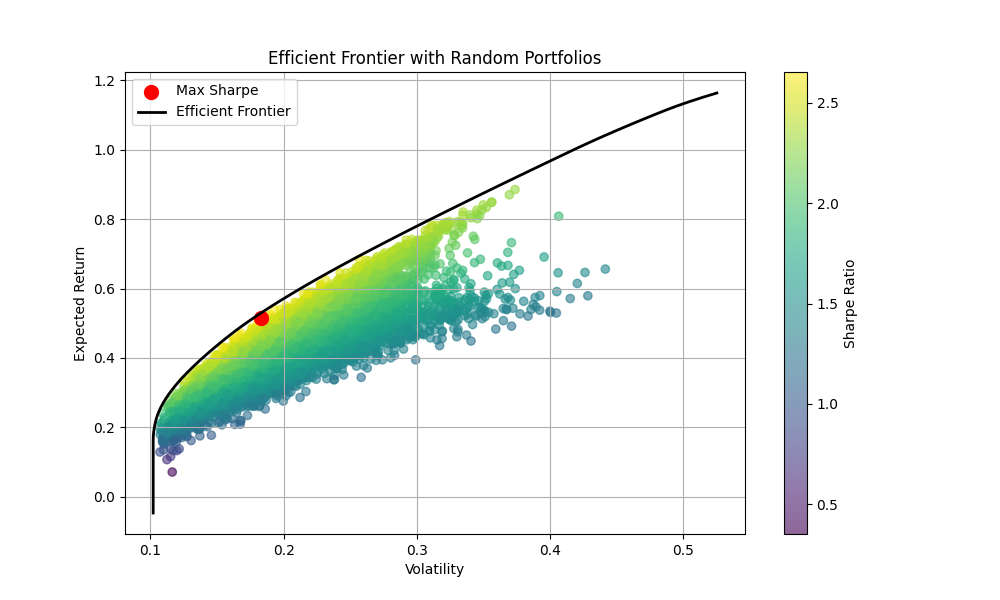 Efficient Frontier with Random Portfolios
Max Sharpe
Efficient Frontier
Expected Return
1.2
1.0
0.8
0.6
0.4
0.2
0.0
0.1
0.2
0.3
0.4
0.5
Volatility
2.5
2.0
1.5
1.0
0.5
Sharpe Ratio